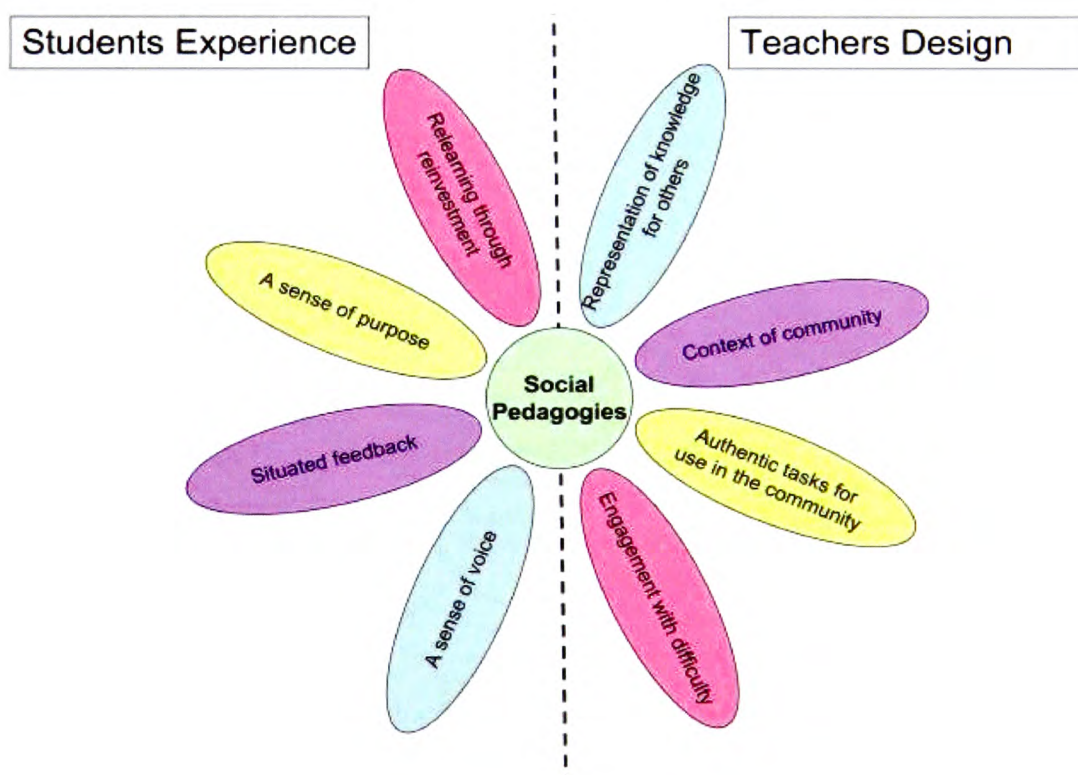 Students Experience
Teachers Design
Relearning through
reinvestment
Representation of knowledge
for others
A sense of purpose
Context of community
Social
Pedagogies
Situated feedback
Authentic tasks for
use in the community
A sense of voice
Engagement with difficulty